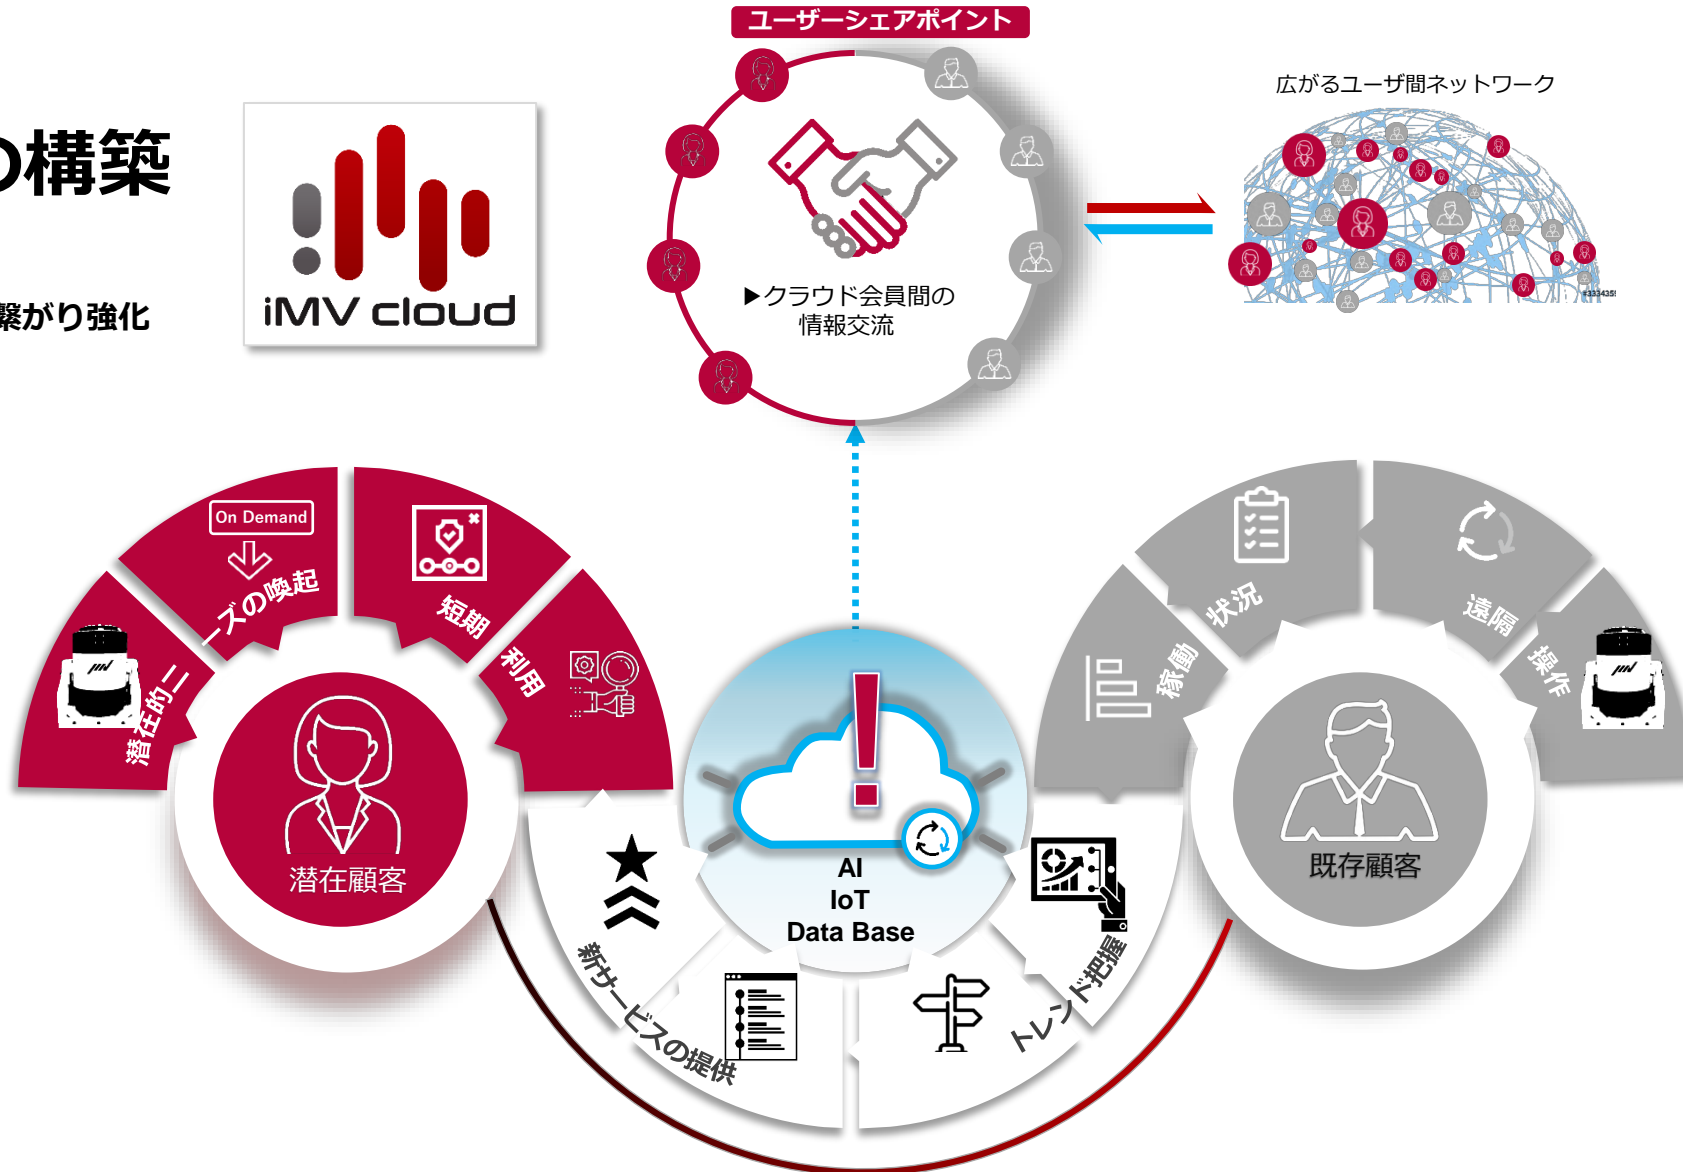 ユーザーシェアポイント
の構築
繋がり強化
iMV cloud
▶クラウド会員間の
情報交流
広がるユーザ間ネットワーク
On Demand
潜在的ニーズの喚起
短期利用
潜在顧客
稼働状況
遠隔操作
既存顧客
AI
IoT
Data Base
新サービスの提供
トレンド把握